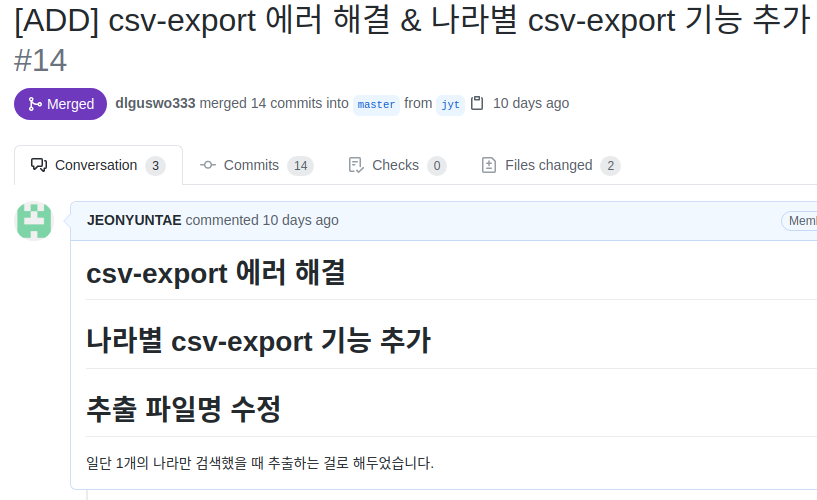 [ADD] csv-export 에러 해결 & 나라별 csv-export 기능 추가
#14
Merged dlguswo333 merged 14 commits into master from jyt 10 days ago
Conversation 3 Commits 14 Checks 0 Files changed 2
JEONYUNTAE commented 10 days ago
csv-export 에러 해결
나라별 csv-export 기능 추가
추출 파일명 수정
일단 1개의 나라만 검색했을 때 추출하는 걸로 해두었습니다.